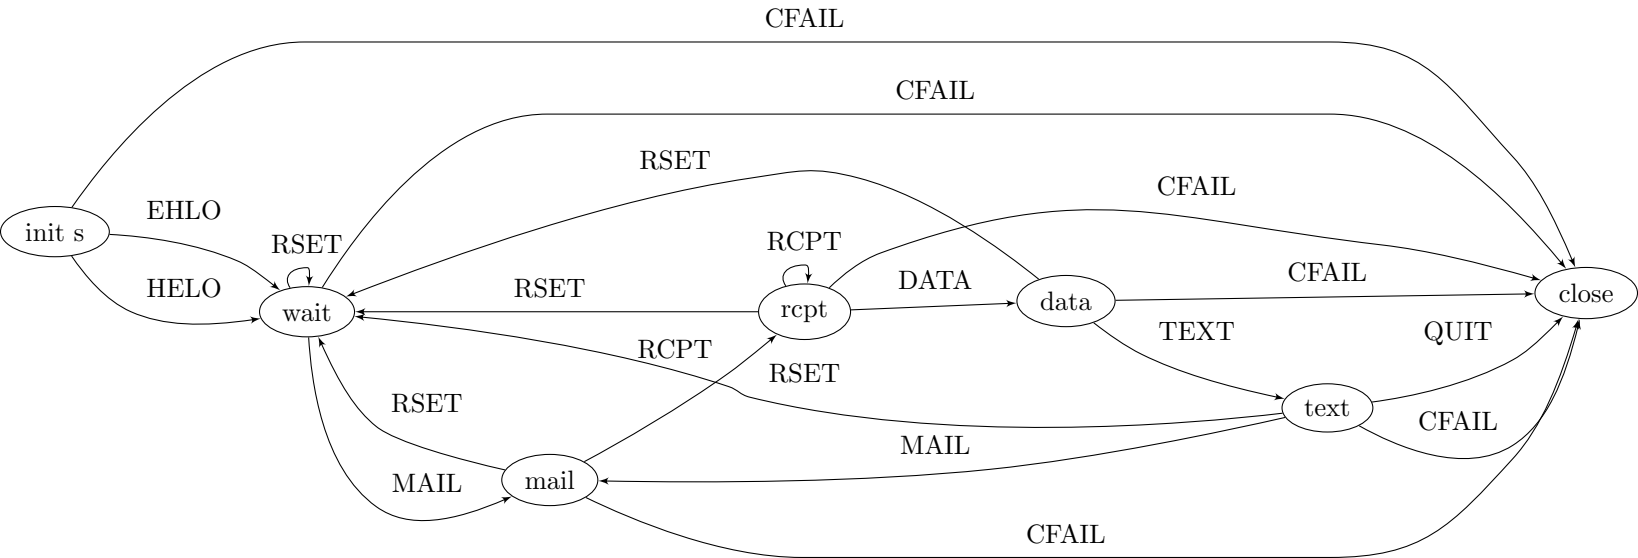 CFAIL
CFAIL
RSET
CFAIL
EHLO
init s
RSET
RCPT
HELO
RSET
DATA
CFAIL
close
wait
rcpt
data
TEXT
QUIT
RCPT
RSET
RSET
text
CFAIL
MAIL
mail
MAIL
CFAIL